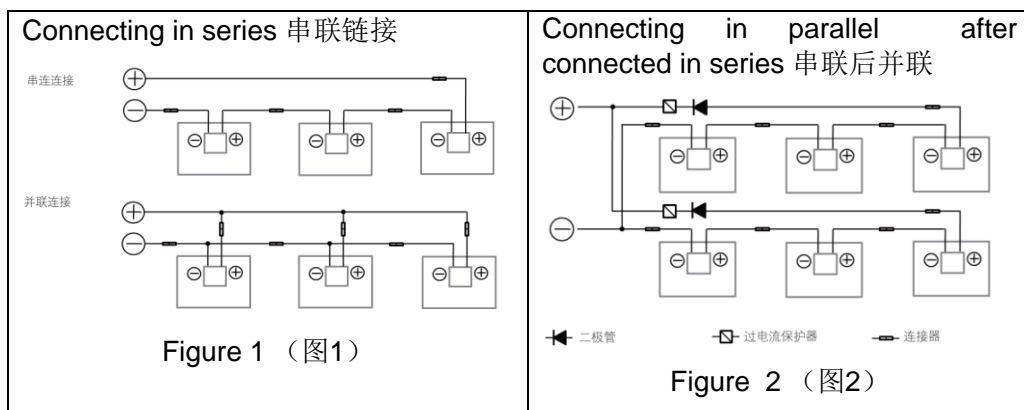 Connecting in series 串联链接
串连连接
⊕
⊖
⊖ ⊕ ⊖ ⊕ ⊖ ⊕
并联连接
⊕
⊖
⊖ ⊕ ⊖ ⊕ ⊖ ⊕
Figure 1 （图1）
Connecting in parallel after
connected in series 串联后并联
⊕
⊖ ⊕ ⊖ ⊕ ⊖ ⊕
⊖
⊖ ⊕ ⊖ ⊕ ⊖ ⊕
二极管 过电流保护器 连接器
Figure 2 （图2）